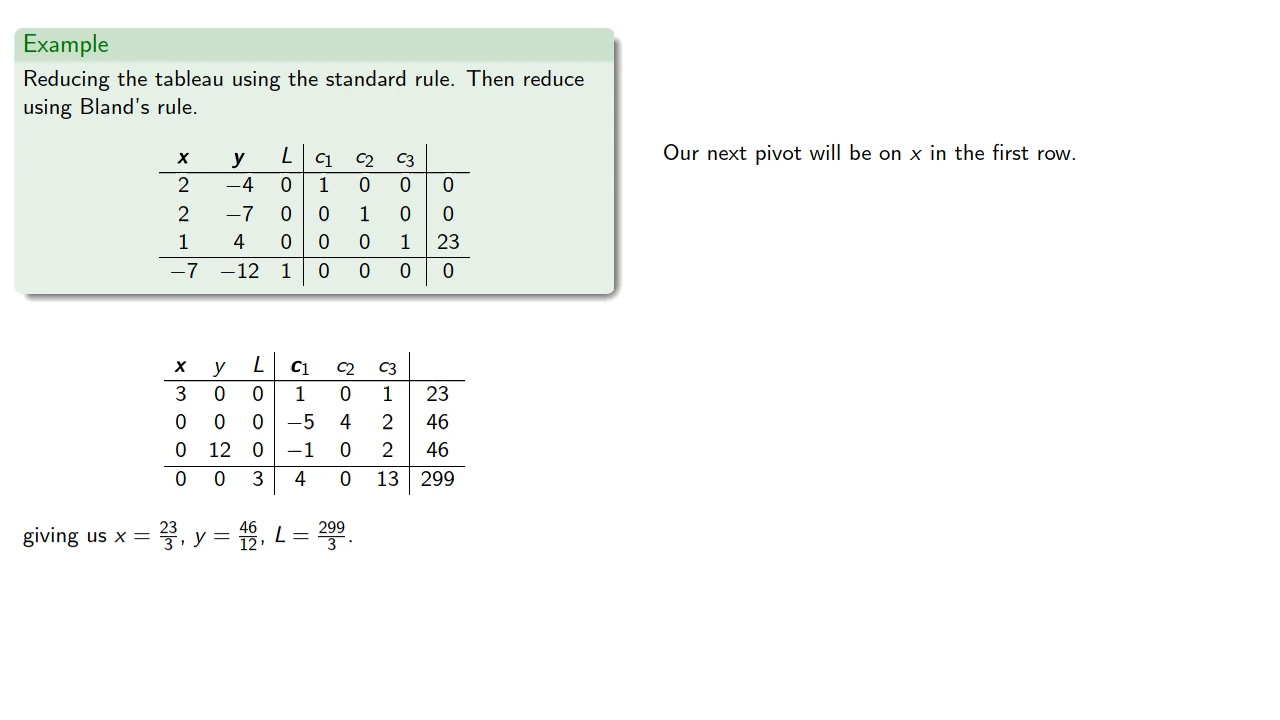 Example
Reducing the tableau using the standard rule. Then reduce
using Bland's rule.
x y L c1 c2 c3
2 −4 0 1 0 0 0
2 −7 0 0 1 0 0
1 4 0 0 0 1 23
−7 −12 1 0 0 0 0
x y L c1 c2 c3
3 0 0 1 0 1 23
0 0 0 −5 4 2 46
0 12 0 −1 0 2 46
0 0 3 4 0 13 299
giving us x = 23/3, y = 46/12, L = 299/3.
Our next pivot will be on x in the first row.